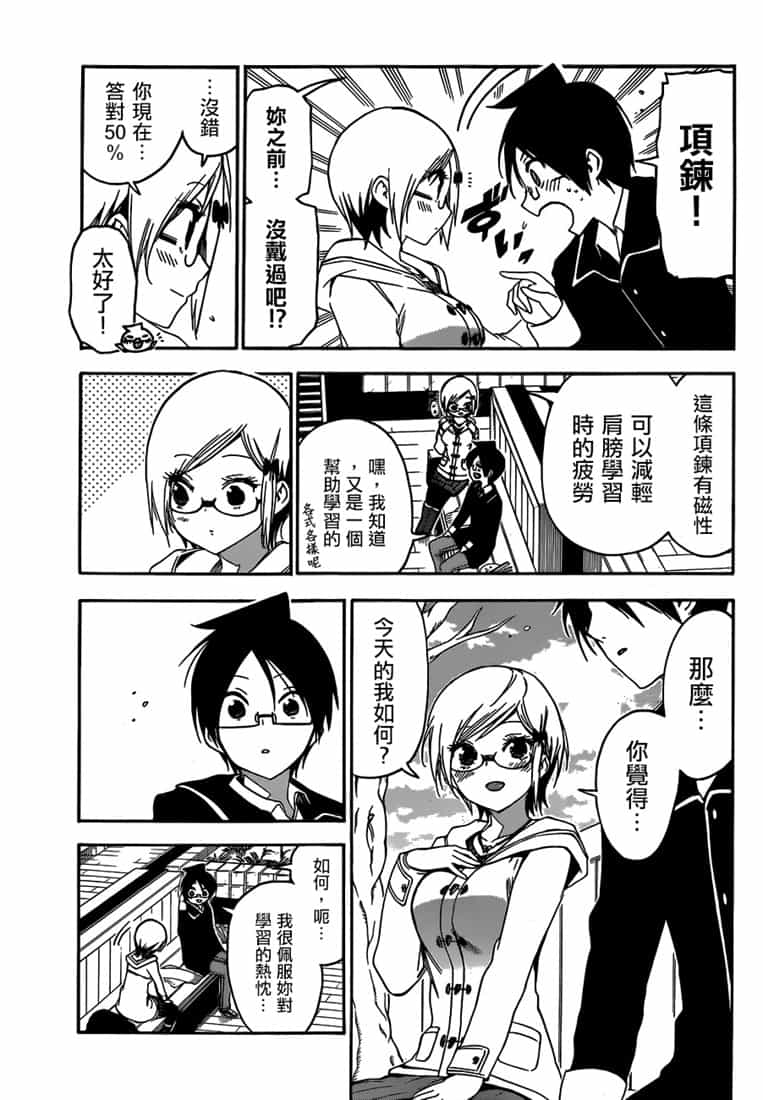 項鍊！
妳之前…
沒戴過吧!?
ずい
…沒錯
你現在…
答對50%
太好了！
這條項鍊有磁性
可以減輕
肩膀學習
時的疲勞
嘿，我知道
，又是一個
幫助學習的
各式各樣呢
那麼…
你覺得…
今天的我如何？
如何，呃…
我很佩服妳對
學習的熱忱…